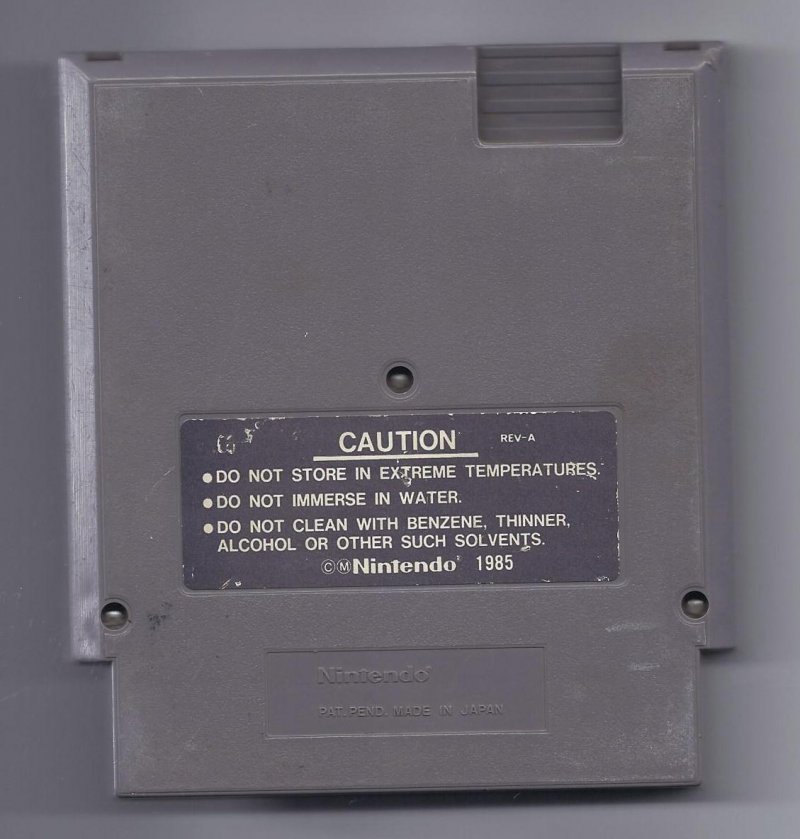 CAUTION REV-A
•DO NOT STORE IN EXTREME TEMPERATURES.
•DO NOT IMMERSE IN WATER.
•DO NOT CLEAN WITH BENZENE, THINNER,
ALCOHOL OR OTHER SUCH SOLVENTS.
©ⓂNintendo® 1985
Nintendo®
PAT. PEND. MADE IN JAPAN